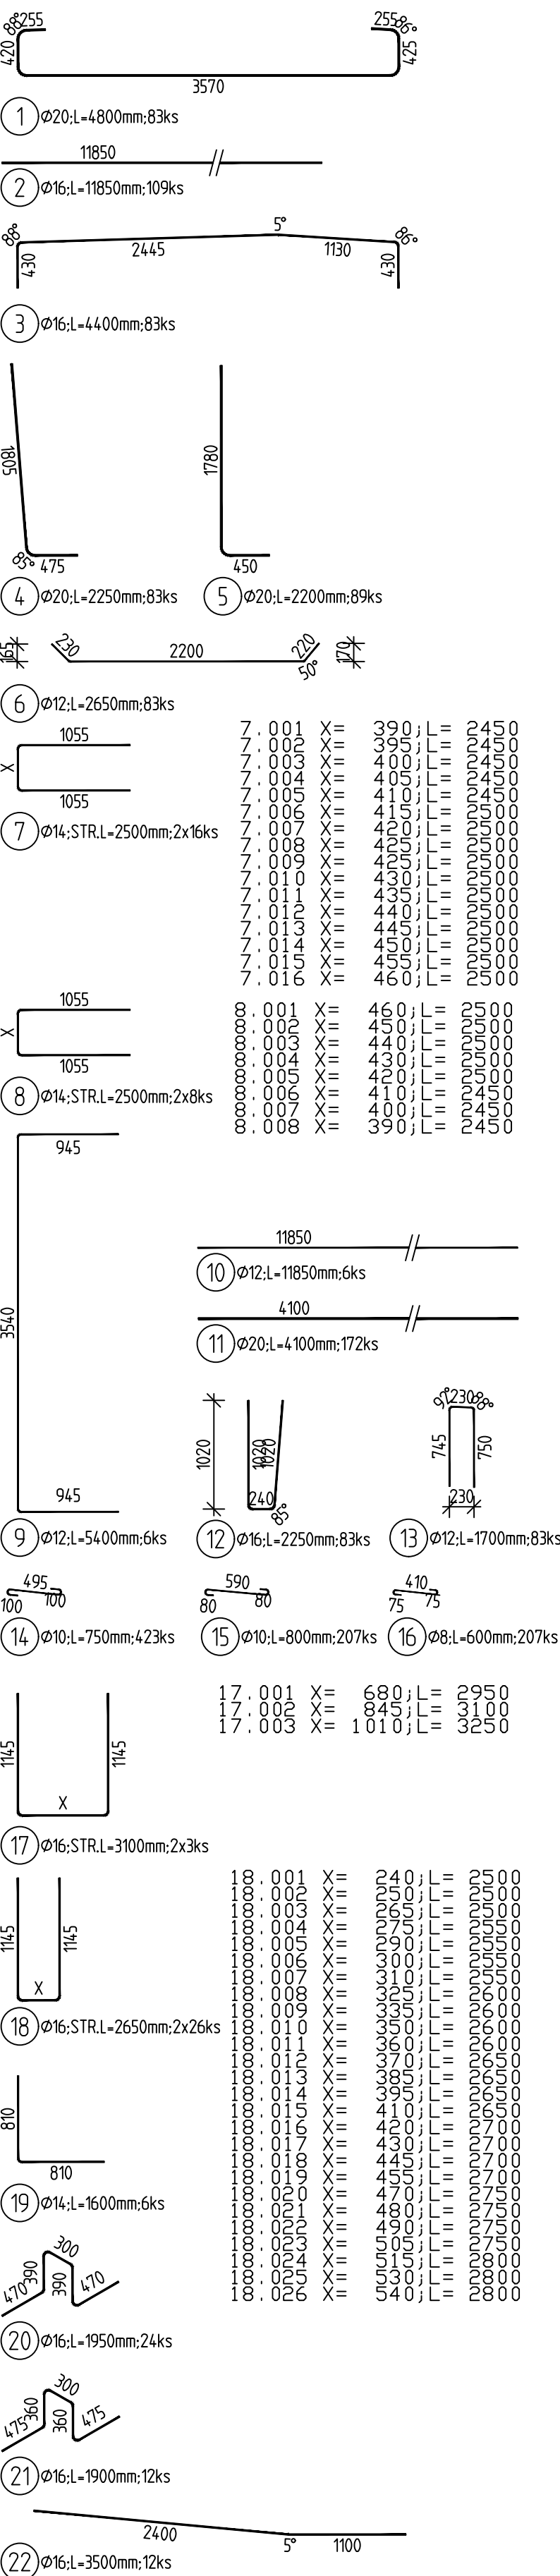 88° 255 255 86°
420 425
3570
1 Ø20;L=4800mm;83ks
11850
2 Ø16;L=11850mm;109ks
88° 5° 86°
430 2445 1130 430
3 Ø16;L=4400mm;83ks
1805 1780
85° 475 450
4 Ø20;L=2250mm;83ks
5 Ø20;L=2200mm;89ks
165 230 2200 220 50° 170
6 Ø12;L=2650mm;83ks
1055
X
1055
7 Ø14;STR.L=2500mm;2x16ks
7.001 X= 390;L= 2450
7.002 X= 395;L= 2450
7.003 X= 400;L= 2450
7.004 X= 405;L= 2450
7.005 X= 410;L= 2450
7.006 X= 415;L= 2500
7.007 X= 420;L= 2500
7.008 X= 425;L= 2500
7.009 X= 425;L= 2500
7.010 X= 430;L= 2500
7.011 X= 435;L= 2500
7.012 X= 440;L= 2500
7.013 X= 445;L= 2500
7.014 X= 450;L= 2500
7.015 X= 455;L= 2500
7.016 X= 460;L= 2500
1055
X
1055
8 Ø14;STR.L=2500mm;2x8ks
8.001 X= 460;L= 2500
8.002 X= 450;L= 2500
8.003 X= 440;L= 2500
8.004 X= 430;L= 2500
8.005 X= 420;L= 2500
8.006 X= 410;L= 2450
8.007 X= 400;L= 2450
8.008 X= 390;L= 2450
945
3540
945
9 Ø12;L=5400mm;6ks
11850
10 Ø12;L=11850mm;6ks
4100
11 Ø20;L=4100mm;172ks
1020 1020 1020
240 85°
12 Ø16;L=2250mm;83ks
92° 230 88°
745 750
230
13 Ø12;L=1700mm;83ks
495
100 100
14 Ø10;L=750mm;423ks
590
80 80
15 Ø10;L=800mm;207ks
410
75 75
16 Ø8;L=600mm;207ks
1145 1145
X
17 Ø16;STR.L=3100mm;2x3ks
17.001 X= 680;L= 2950
17.002 X= 845;L= 3100
17.003 X= 1010;L= 3250
1145 1145
X
18 Ø16;STR.L=2650mm;2x26ks
18.001 X= 240;L= 2500
18.002 X= 250;L= 2500
18.003 X= 265;L= 2500
18.004 X= 275;L= 2550
18.005 X= 290;L= 2550
18.006 X= 300;L= 2550
18.007 X= 310;L= 2550
18.008 X= 325;L= 2600
18.009 X= 335;L= 2600
18.010 X= 350;L= 2600
18.011 X= 360;L= 2600
18.012 X= 370;L= 2650
18.013 X= 385;L= 2650
18.014 X= 395;L= 2650
18.015 X= 410;L= 2650
18.016 X= 420;L= 2700
18.017 X= 430;L= 2700
18.018 X= 445;L= 2700
18.019 X= 455;L= 2700
18.020 X= 470;L= 2750
18.021 X= 480;L= 2750
18.022 X= 490;L= 2750
18.023 X= 505;L= 2750
18.024 X= 515;L= 2800
18.025 X= 530;L= 2800
18.026 X= 540;L= 2800
810
810
19 Ø14;L=1600mm;6ks
300
470 390 390 470
20 Ø16;L=1950mm;24ks
300
475 360 360 475
21 Ø16;L=1900mm;12ks
2400 5° 1100
22 Ø16;L=3500mm;12ks